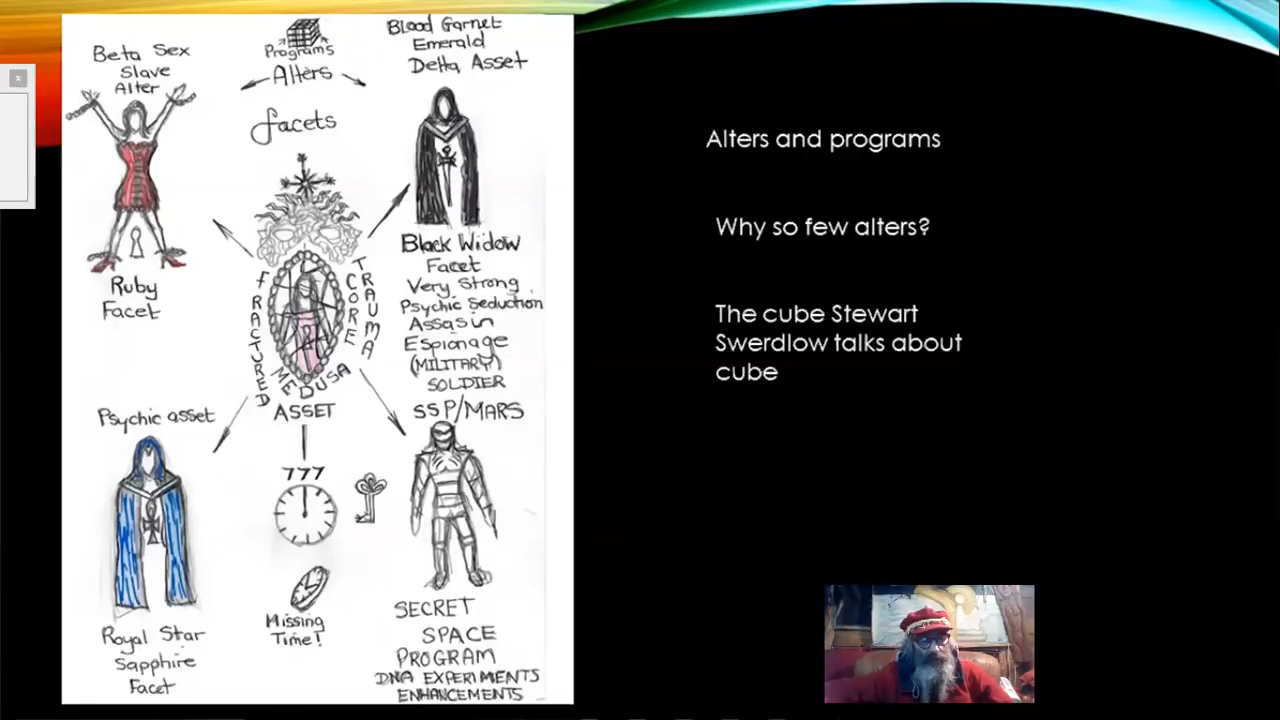 Beta Sex
Slave
Alter
Programs
Alters
facets
Blood Garnet
Emerald
Delta Asset
Ruby
Facet
FRACTURED
TRAUMA
CORE
MEDUSA
ASSET
Black Widow
Facet
Very Strong
Psychic Seduction
Assasin
Espionage
(MILITARY)
SOLDIER
Psychic asset
SSP/MARS
777
Missing
Time!
Royal Star
Sapphire
Facet
SECRET
SPACE
PROGRAM
DNA EXPERIMENTS
ENHANCEMENTS
Alters and programs
Why so few alters?
The cube Stewart
Swerdlow talks about
cube
x